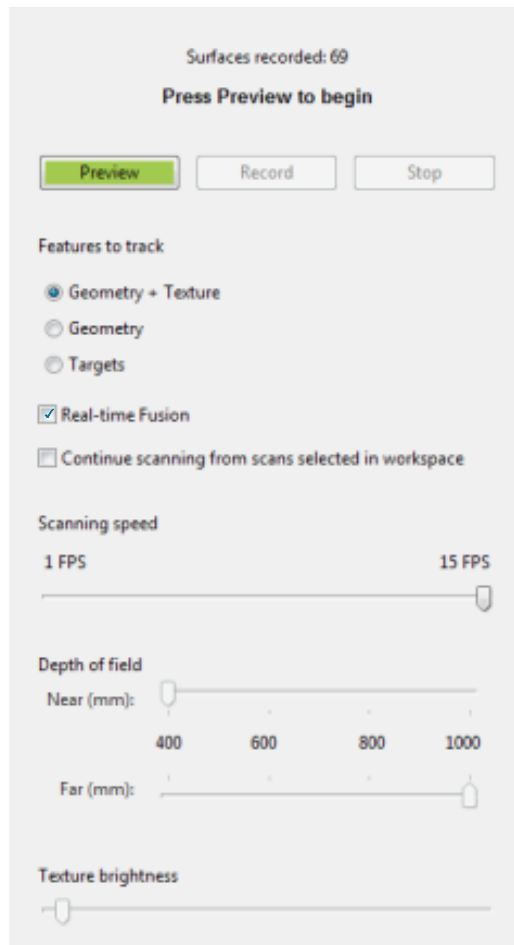 Surfaces recorded: 69
Press Preview to begin
Preview Record Stop
Features to track
Geometry + Texture
Geometry
Targets
Real-time Fusion
Continue scanning from scans selected in workspace
Scanning speed
1 FPS 15 FPS
Depth of field
Near (mm):
400 600 800 1000
Far (mm):
Texture brightness